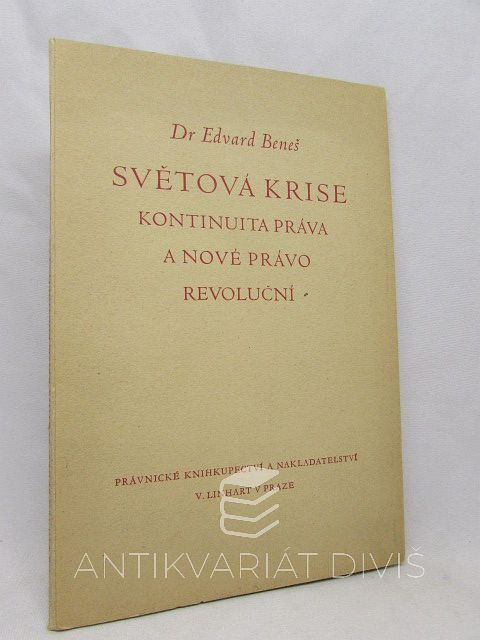 Dr Edvard Beneš
SVĚTOVÁ KRISE
KONTINUITA PRÁVA
A NOVÉ PRÁVO
REVOLUČNÍ
PRÁVNICKÉ KNIHKUPECTVÍ A NAKLADATELSTVÍ
V. LINHART V PRAZE
ANTIKVARIÁT DIVIŠ